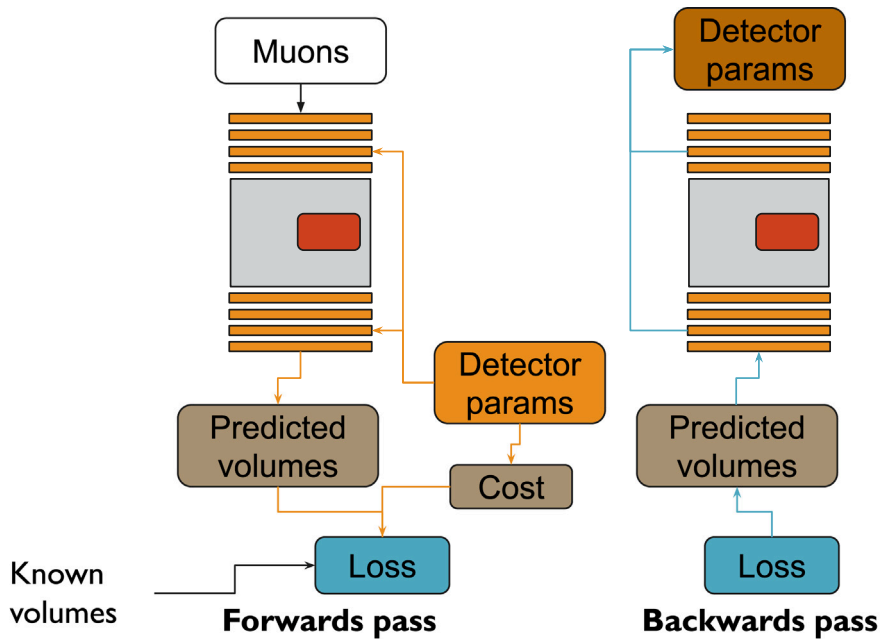 Muons
Detector
params
Predicted
volumes
Cost
Loss
Known
volumes
Forwards pass
Detector
params
Predicted
volumes
Loss
Backwards pass